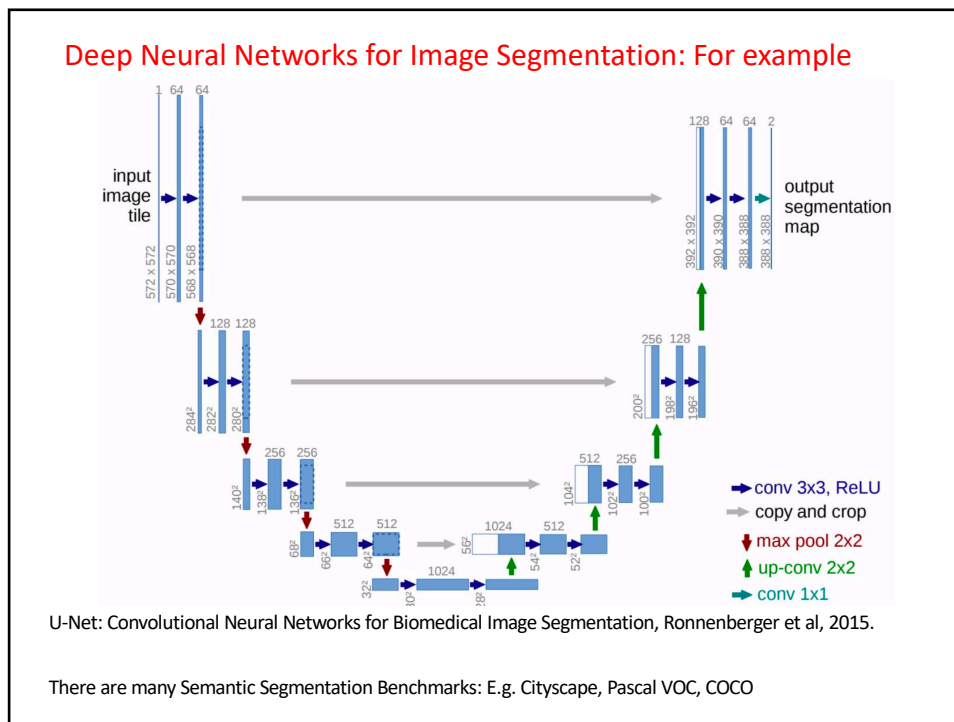 Deep Neural Networks for Image Segmentation: For example
1 64 64
128 64 64 2
input
image
tile
output
segmentation
map
572 x 572
570 x 570
568 x 568
392 x 392
390 x 390
388 x 388
388 x 388
128 128
256 128
284²
282²
280²
200²
198²
196²
256 256
512 256
140²
138²
136²
104²
102²
100²
conv 3x3, ReLU
copy and crop
max pool 2x2
up-conv 2x2
conv 1x1
512 512
1024 512
68²
66²
64²
56²
54²
52²
1024
32²
30²
28²
U-Net: Convolutional Neural Networks for Biomedical Image Segmentation, Ronnenberger et al, 2015.
There are many Semantic Segmentation Benchmarks: E.g. Cityscape, Pascal VOC, COCO